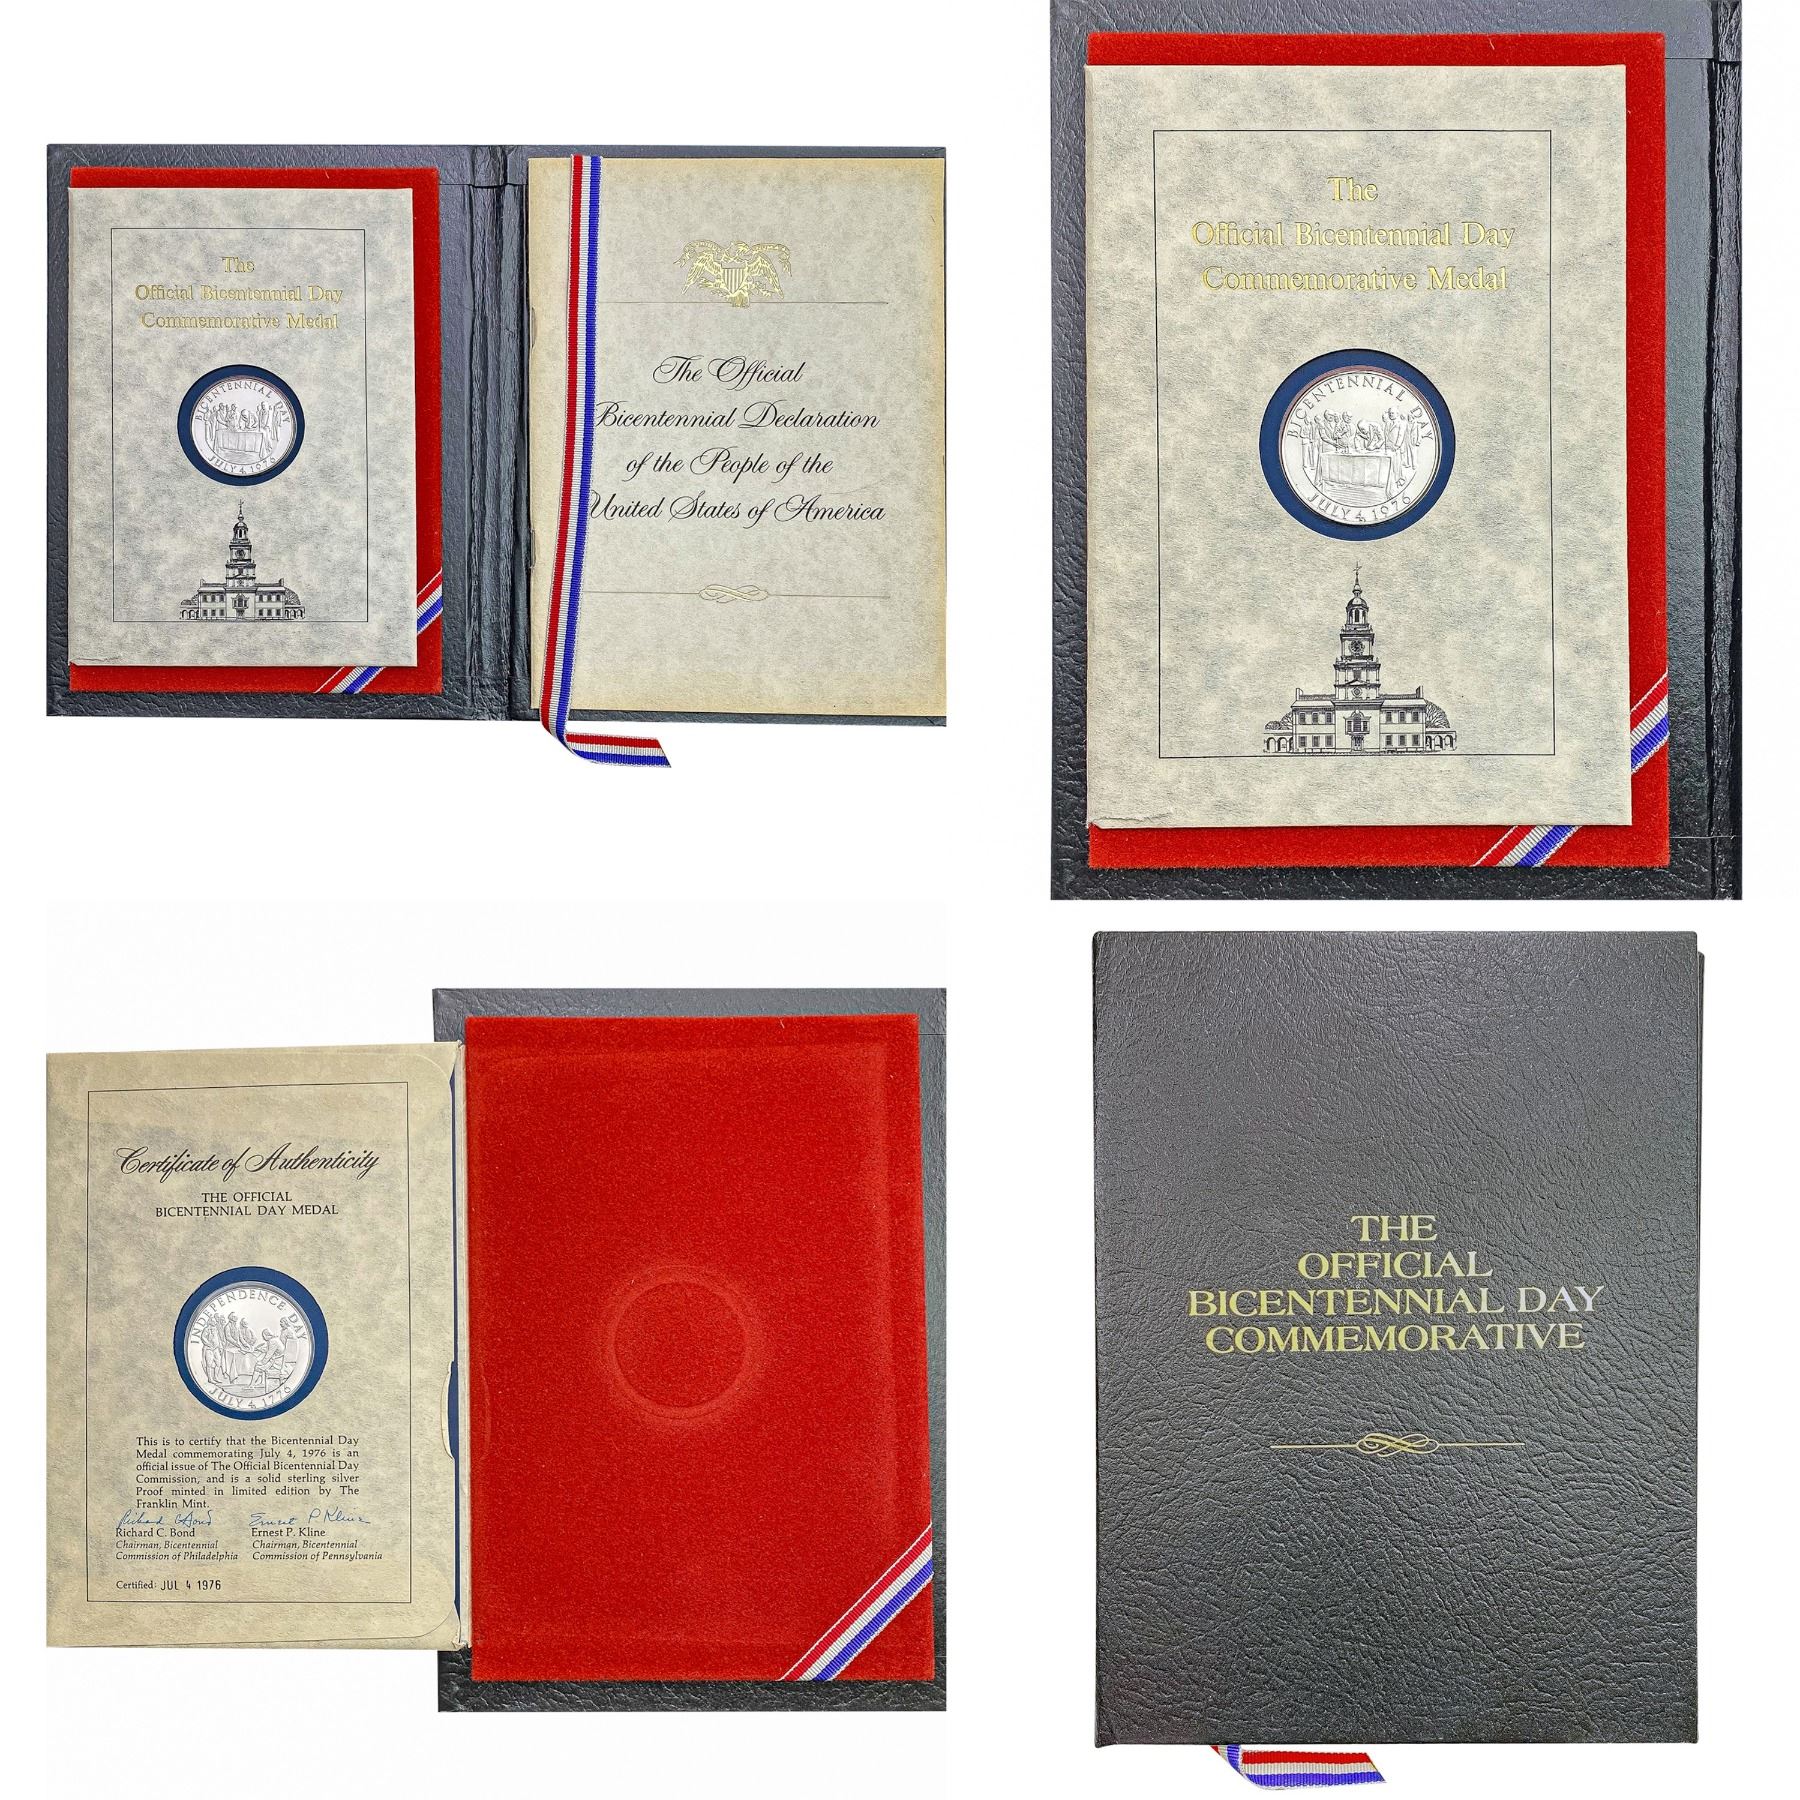 The
Official Bicentennial Day
Commemorative Medal
BICENTENNIAL DAY
JULY 4, 1976
The Official
Bicentennial Declaration
of the People of the
United States of America
The
Official Bicentennial Day
Commemorative Medal
BICENTENNIAL DAY
JULY 4, 1976
Certificate of Authenticity
THE OFFICIAL
BICENTENNIAL DAY MEDAL
INDEPENDENCE DAY
JULY 4, 1776
This is to certify that the Bicentennial Day
Medal commemorating July 4, 1976 is an
official issue of The Official Bicentennial Day
Commission, and is a solid sterling silver
Proof minted in limited edition by The
Franklin Mint.
Richard C Bond Ernest P Kline
Richard C. Bond Ernest P. Kline
Chairman, Bicentennial Chairman, Bicentennial
Commission of Philadelphia Commission of Pennsylvania
Certified: JUL 4 1976
THE
OFFICIAL
BICENTENNIAL DAY
COMMEMORATIVE